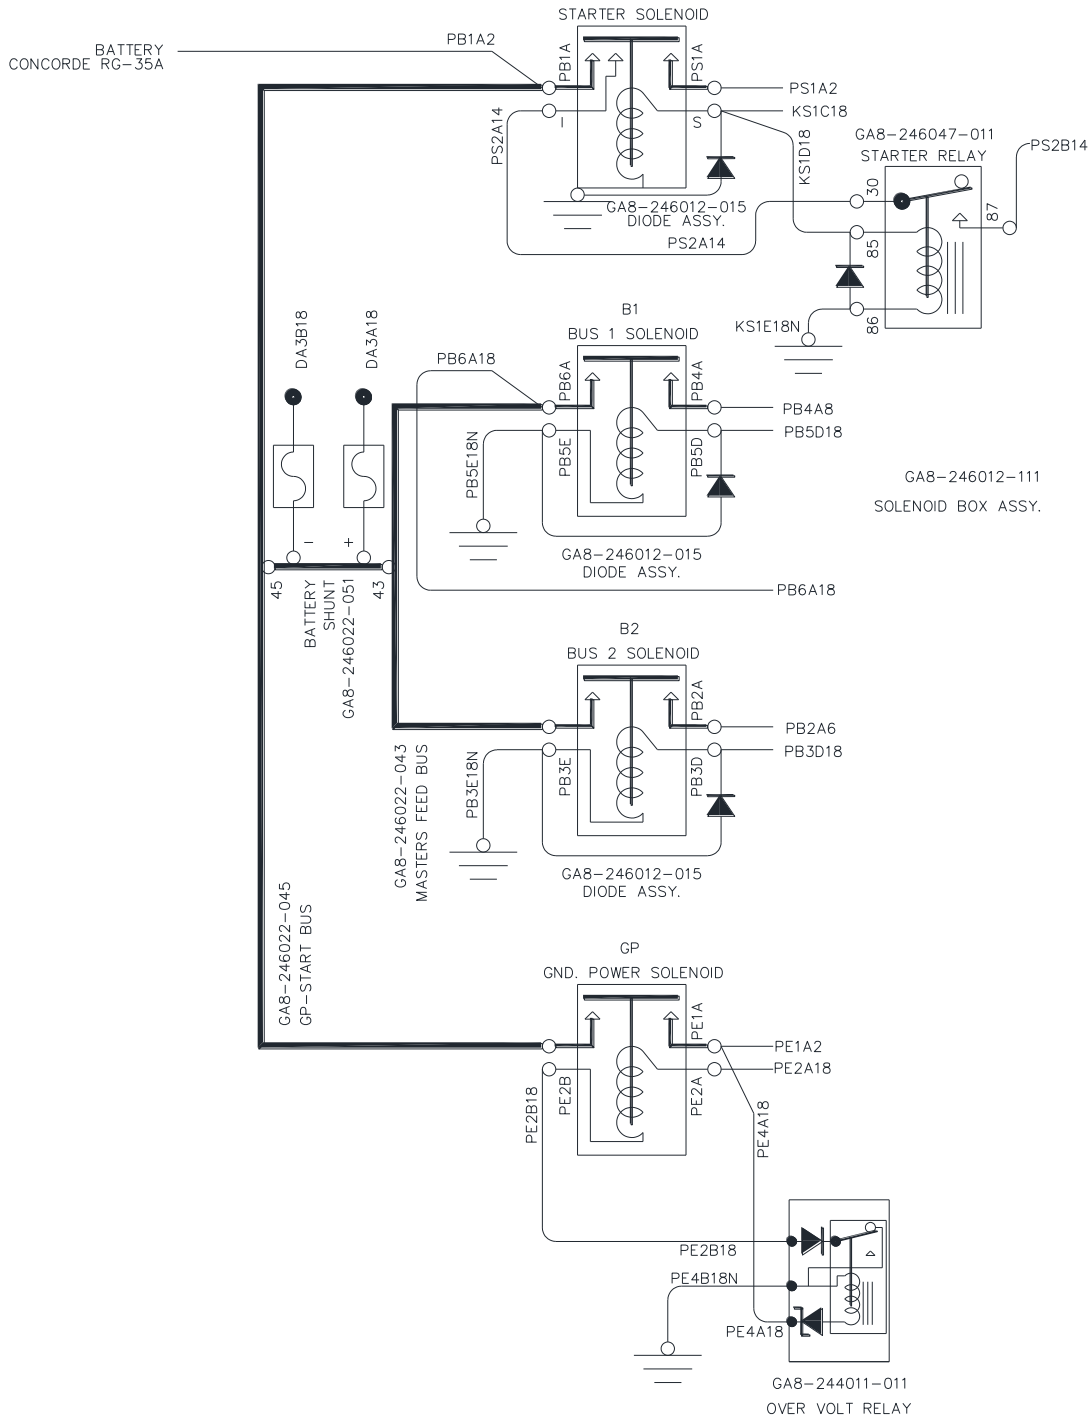 STARTER SOLENOID
BATTERY
CONCORDE RG-35A
PB1A2
PB1A
PS1A
PS1A2
KS1C18
I
S
PS2A14
KS1D18
GA8-246047-011
STARTER RELAY
PS2B14
30
87
85
86
GA8-246012-015
DIODE ASSY.
PS2A14
KS1E18N
B1
BUS 1 SOLENOID
DA3B18
DA3A18
PB6A18
PB6A
PB4A
PB4A8
PB5D18
PB5E18N
PB5E
PB5D
GA8-246012-111
SOLENOID BOX ASSY.
GA8-246012-015
DIODE ASSY.
-
+
45
BATTERY
SHUNT
GA8-246022-051
43
PB6A18
B2
BUS 2 SOLENOID
PB2A
PB2A6
PB3D18
PB3E18N
PB3E
PB3D
GA8-246022-043
MASTERS FEED BUS
GA8-246012-015
DIODE ASSY.
GA8-246022-045
GP-START BUS
GP
GND. POWER SOLENOID
PE1A
PE1A2
PE2A18
PE2B18
PE2B
PE2A
PE4A18
PE2B18
PE4B18N
PE4A18
GA8-244011-011
OVER VOLT RELAY